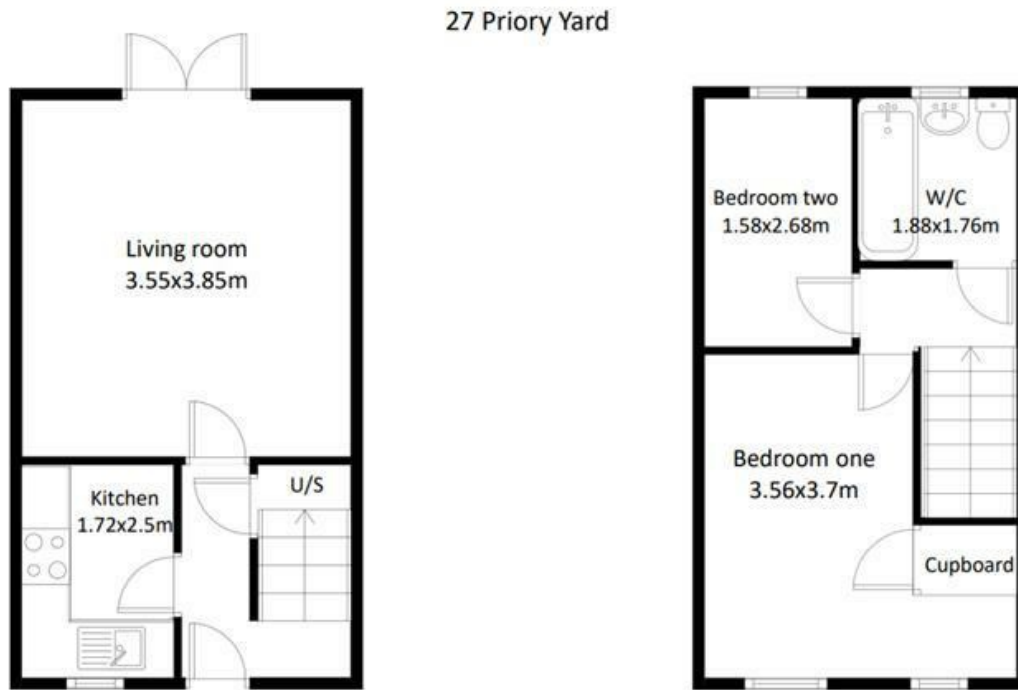 27 Priory Yard
Living room
3.55x3.85m
Kitchen
1.72x2.5m
U/S
Bedroom two
1.58x2.68m
W/C
1.88x1.76m
Bedroom one
3.56x3.7m
Cupboard